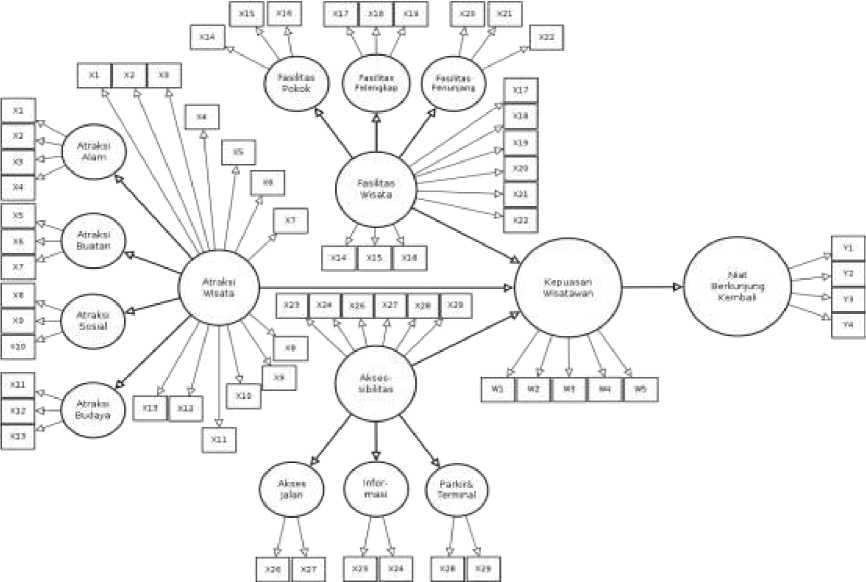 X15
X16
X17
X18
X19
X20
X21
X14
X22
Fasilitas
Pokok
Fasilitas
Pelengkap
Fasilitas
Penunjang
X1
X2
X3
X17
X18
X19
X20
X21
X22
X1
X2
X3
X4
Atraksi
Alam
X4
X5
X6
X7
Fasilitas
Wisata
X14
X15
X16
X5
X6
X7
Atraksi
Buatan
Atraksi
Wisata
Kepuasan
Wisatawan
Niat
Berkunjung
Kembali
Y1
Y2
Y3
Y4
X8
X9
X10
Atraksi
Sosial
X23
X24
X26
X27
X28
X29
X8
X9
X10
X11
X12
X13
Akses-
sibilitas
W1
W2
W3
W4
W5
X11
X12
X13
Atraksi
Budaya
Akses
Jalan
Infor-
masi
Parkir&
Terminal
X26
X27
X23
X24
X28
X29